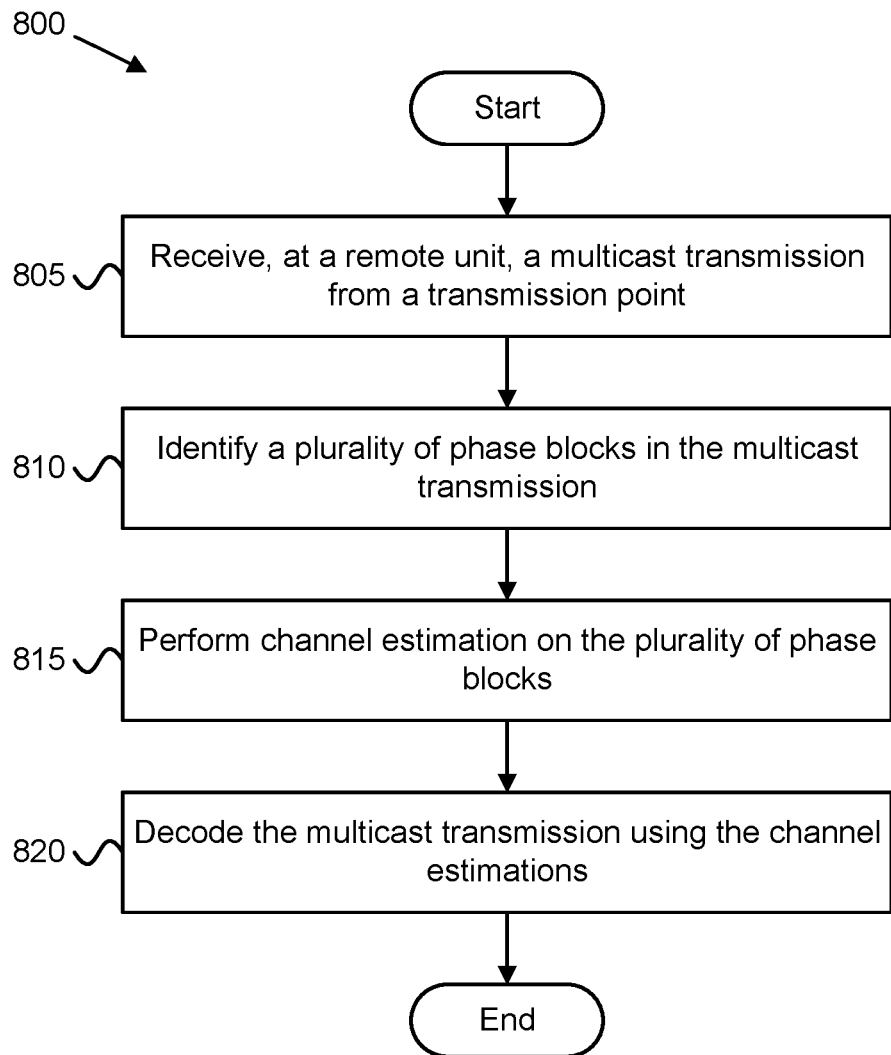 800
Start
805
Receive, at a remote unit, a multicast transmission
from a transmission point
810
Identify a plurality of phase blocks in the multicast
transmission
815
Perform channel estimation on the plurality of phase
blocks
820
Decode the multicast transmission using the channel
estimations
End